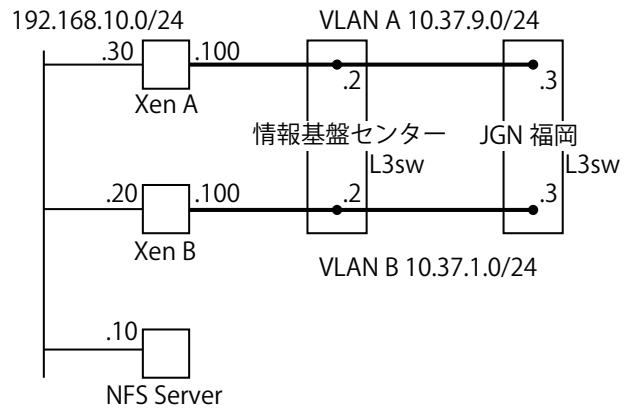 192.168.10.0/24
VLAN A 10.37.9.0/24
.30
.100
.2
.3
Xen A
情報基盤センター
JGN 福岡
L3sw
L3sw
.20
.100
.2
.3
Xen B
VLAN B 10.37.1.0/24
.10
NFS Server